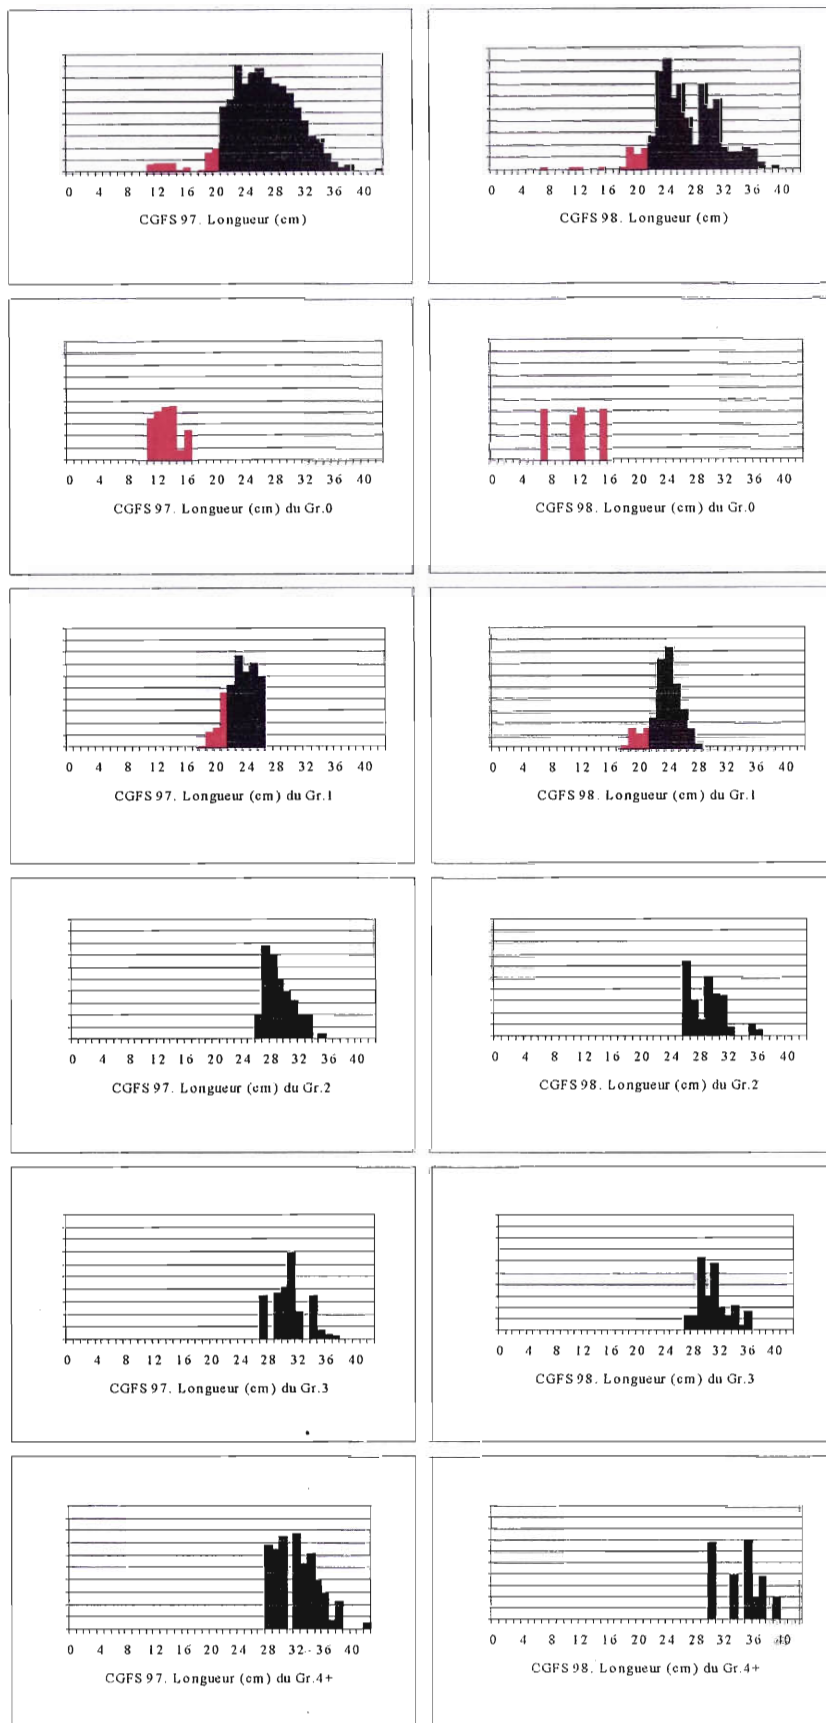 0 4 8 12 16 20 24 28 32 36 40
CGFS 97. Longueur (cm)
0 4 8 12 16 20 24 28 32 36 40
CGFS 98. Longueur (cm)
0 4 8 12 16 20 24 28 32 36 40
CGFS 97. Longueur (cm) du Gr.0
0 4 8 12 16 20 24 28 32 36 40
CGFS 98. Longueur (cm) du Gr.0
0 4 8 12 16 20 24 28 32 36 40
CGFS 97. Longueur (cm) du Gr.1
0 4 8 12 16 20 24 28 32 36 40
CGFS 98. Longueur (cm) du Gr.1
0 4 8 12 16 20 24 28 32 36 40
CGFS 97. Longueur (cm) du Gr.2
0 4 8 12 16 20 24 28 32 36 40
CGFS 98. Longueur (cm) du Gr.2
0 4 8 12 16 20 24 28 32 36 40
CGFS 97. Longueur (cm) du Gr.3
0 4 8 12 16 20 24 28 32 36 40
CGFS 98. Longueur (cm) du Gr.3
0 4 8 12 16 20 24 28 32 36 40
CGFS 97. Longueur (cm) du Gr.4+
0 4 8 12 16 20 24 28 32 36 40
CGFS 98. Longueur (cm) du Gr.4+